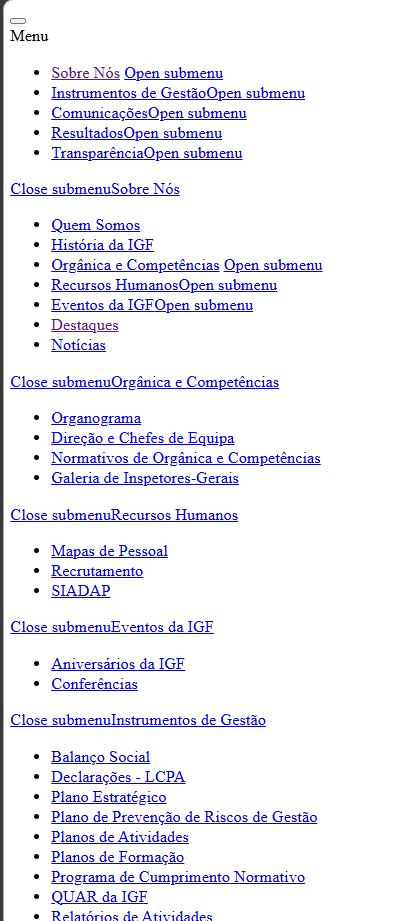 Menu
Sobre Nós Open submenu
Instrumentos de GestãoOpen submenu
ComunicaçõesOpen submenu
ResultadosOpen submenu
TransparênciaOpen submenu
Close submenuSobre Nós
Quem Somos
História da IGF
Orgânica e Competências Open submenu
Recursos HumanosOpen submenu
Eventos da IGFOpen submenu
Destaques
Notícias
Close submenuOrgânica e Competências
Organograma
Direção e Chefes de Equipa
Normativos de Orgânica e Competências
Galeria de Inspetores-Gerais
Close submenuRecursos Humanos
Mapas de Pessoal
Recrutamento
SIADAP
Close submenuEventos da IGF
Aniversários da IGF
Conferências
Close submenuInstrumentos de Gestão
Balanço Social
Declarações - LCPA
Plano Estratégico
Plano de Prevenção de Riscos de Gestão
Planos de Atividades
Planos de Formação
Programa de Cumprimento Normativo
QUAR da IGF
Relatórios de Atividades